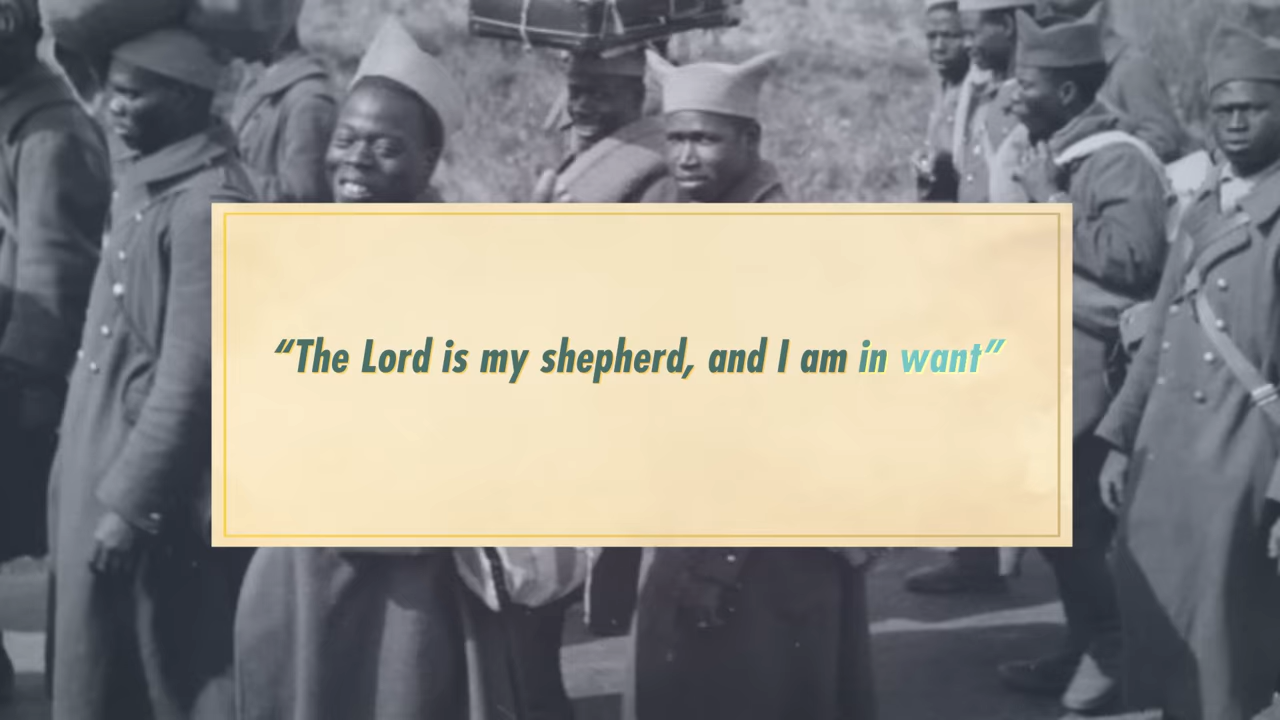 “The Lord is my shepherd, and I am in want”